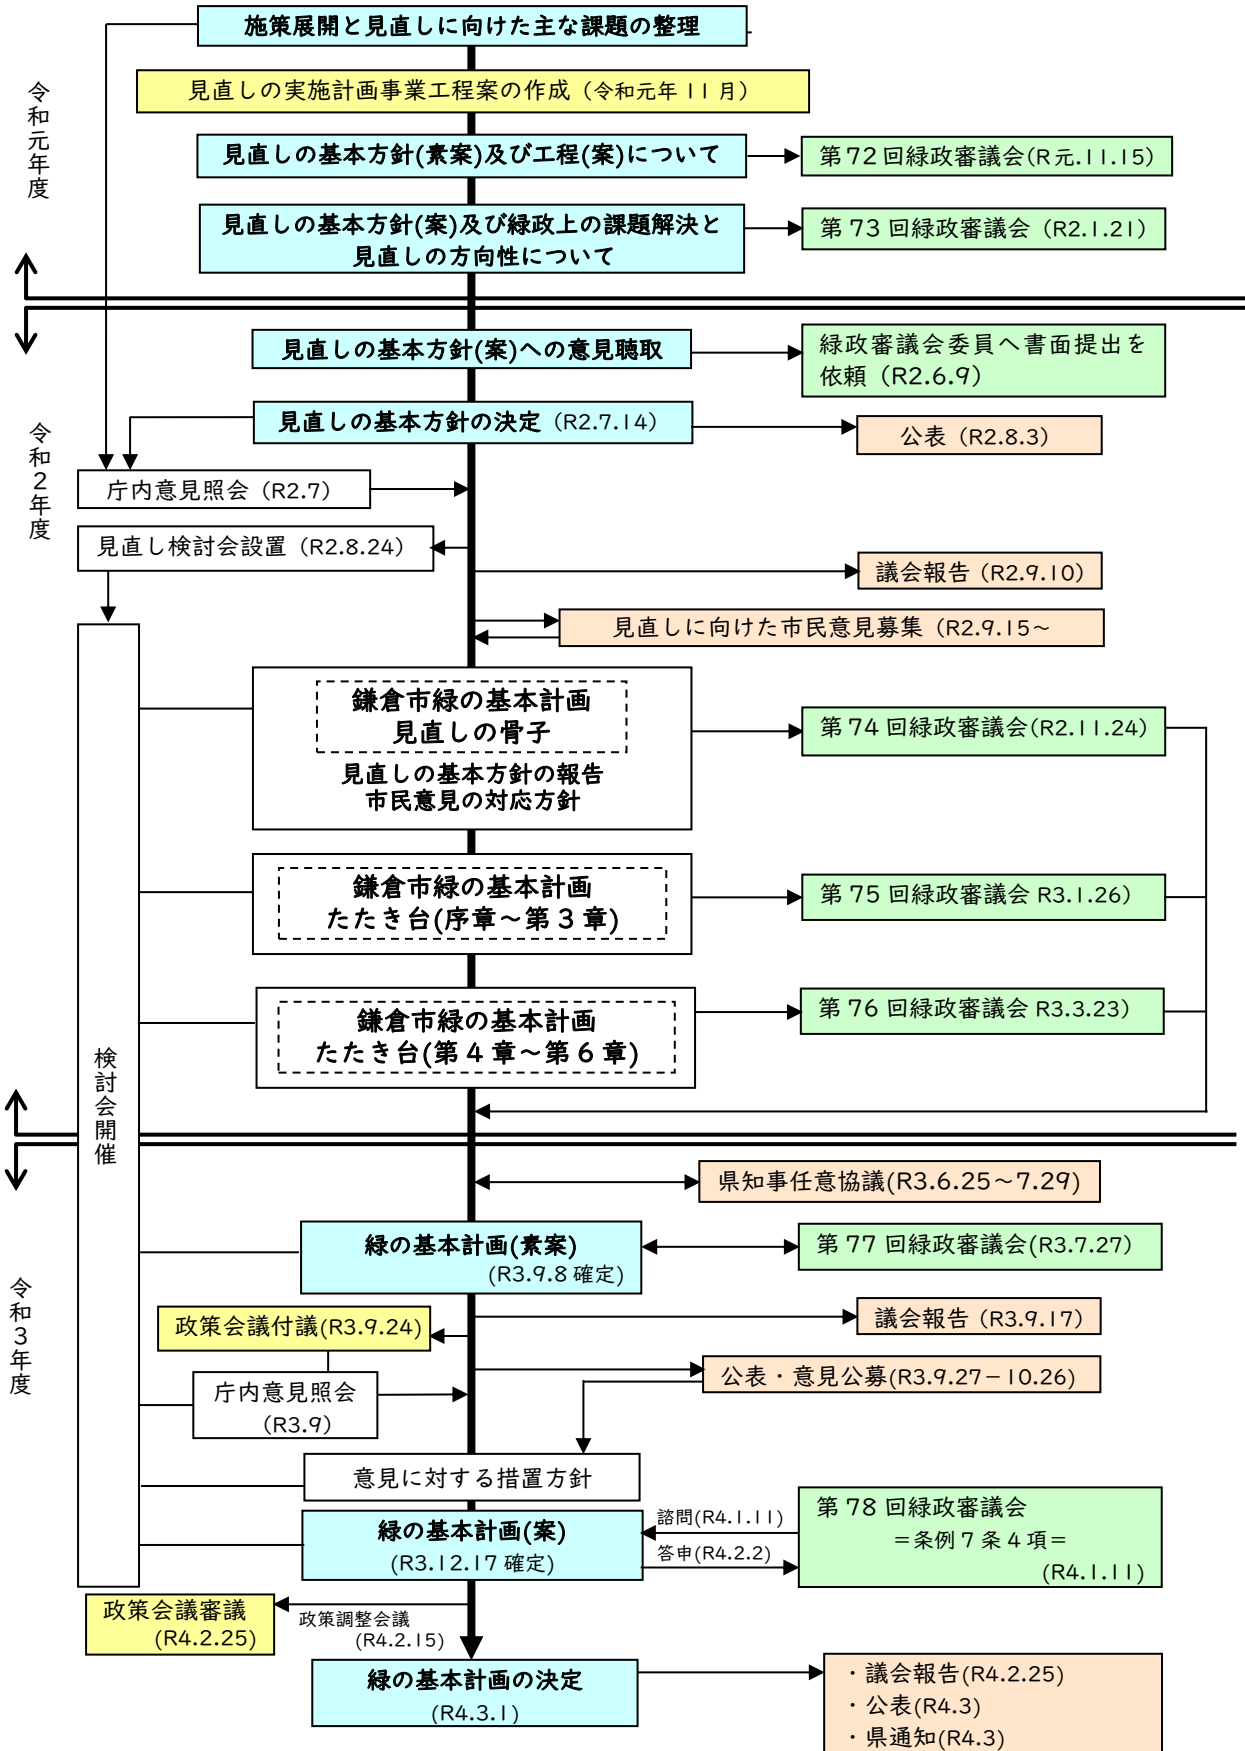 施策展開と見直しに向けた主な課題の整理
見直しの実施計画事業工程案の作成（令和元年11月）
令和元年度
見直しの基本方針(素案)及び工程(案)について
第72回緑政審議会(R元.11.15)
見直しの基本方針(案)及び緑政上の課題解決と
見直しの方向性について
第73回緑政審議会（R2.1.21)
見直しの基本方針(案)への意見聴取
緑政審議会委員へ書面提出を
依頼（R2.6.9）
見直しの基本方針の決定（R2.7.14）
公表（R2.8.3）
令和2年度
庁内意見照会（R2.7）
見直し検討会設置（R2.8.24）
議会報告（R2.9.10）
見直しに向けた市民意見募集（R2.9.15～
鎌倉市緑の基本計画
見直しの骨子
見直しの基本方針の報告
市民意見の対応方針
第74回緑政審議会(R2.11.24)
鎌倉市緑の基本計画
たたき台(序章～第3章)
第75回緑政審議会 R3.1.26）
鎌倉市緑の基本計画
たたき台(第4章～第6章)
第76回緑政審議会 R3.3.23）
検討会開催
県知事任意協議(R3.6.25～7.29)
緑の基本計画(素案)
(R3.9.8確定)
第77回緑政審議会(R3.7.27)
令和3年度
政策会議付議(R3.9.24)
議会報告（R3.9.17）
公表・意見公募(R3.9.27－10.26)
庁内意見照会
(R3.9)
意見に対する措置方針
緑の基本計画(案)
(R3.12.17確定)
諮問(R4.1.11)
答申(R4.2.2)
第78回緑政審議会
＝条例7条4項＝
(R4.1.11)
政策会議審議
(R4.2.25)
政策調整会議
(R4.2.15)
緑の基本計画の決定
(R4.3.1)
・議会報告(R4.2.25)
・公表(R4.3)
・県通知(R4.3)